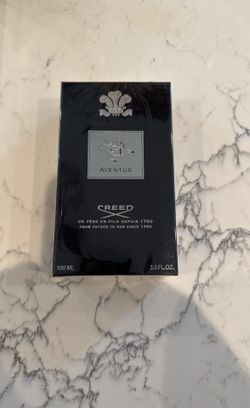 AVENTUS
CREED
DE PÈRE EN FILS DEPUIS 1760
FROM FATHER TO SON SINCE 1760
100 ML
3.3 FL.OZ.